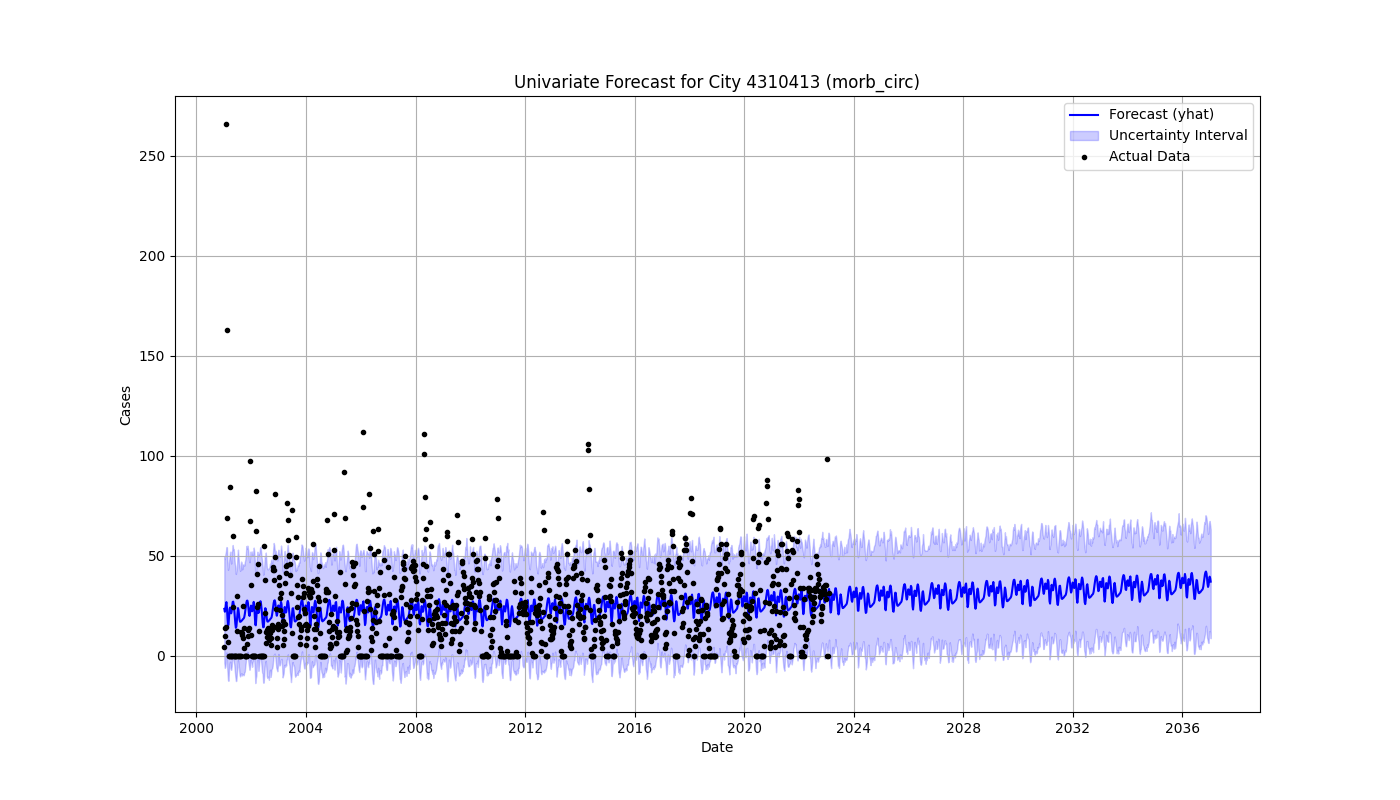 Univariate Forecast for City 4310413 (morb_circ)
Forecast (yhat)
Uncertainty Interval
Actual Data
Cases
250
200
150
100
50
0
2000 2004 2008 2012 2016 2020 2024 2028 2032 2036
Date